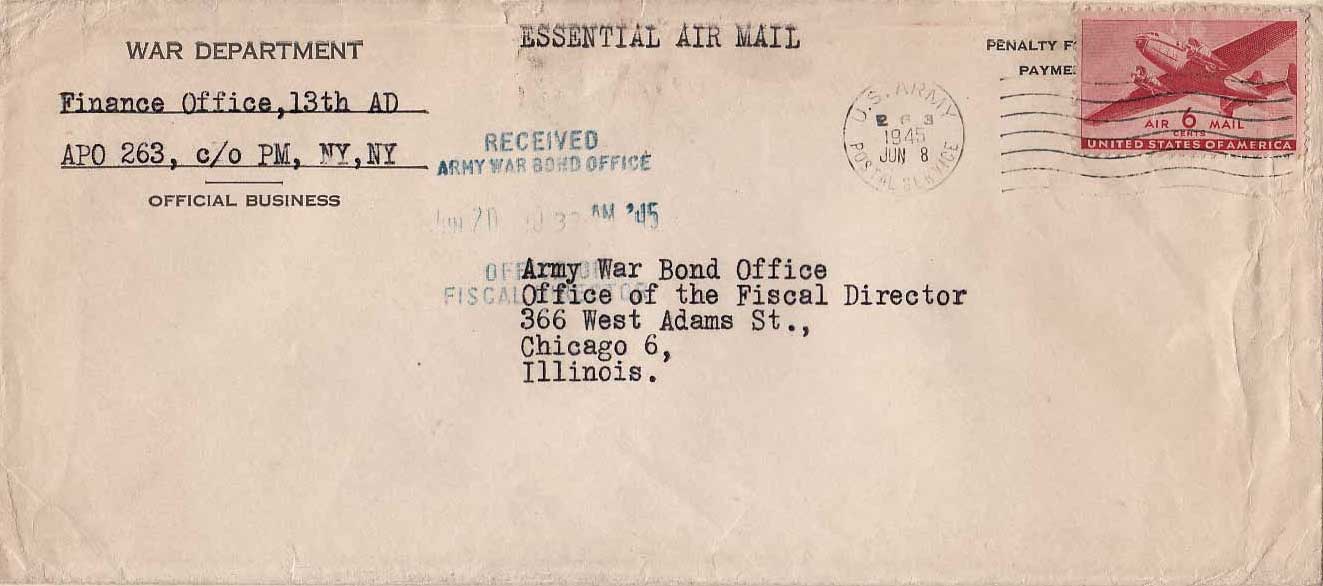 WAR DEPARTMENT
Finance Office,13th AD
APO 263, c/o PM, NY,NY
OFFICIAL BUSINESS
ESSENTIAL AIR MAIL
PENALTY
U.S. ARMY
1945
JUN 8
POSTAL SERVICE
AIR 6 MAIL
CENTS
UNITED STATES OF AMERICA
RECEIVED
ARMY WAR BOND OFFICE
20 AM '45
FISCAL
Army War Bond Office
Office of the Fiscal Director
366 West Adams St.,
Chicago 6,
Illinois.